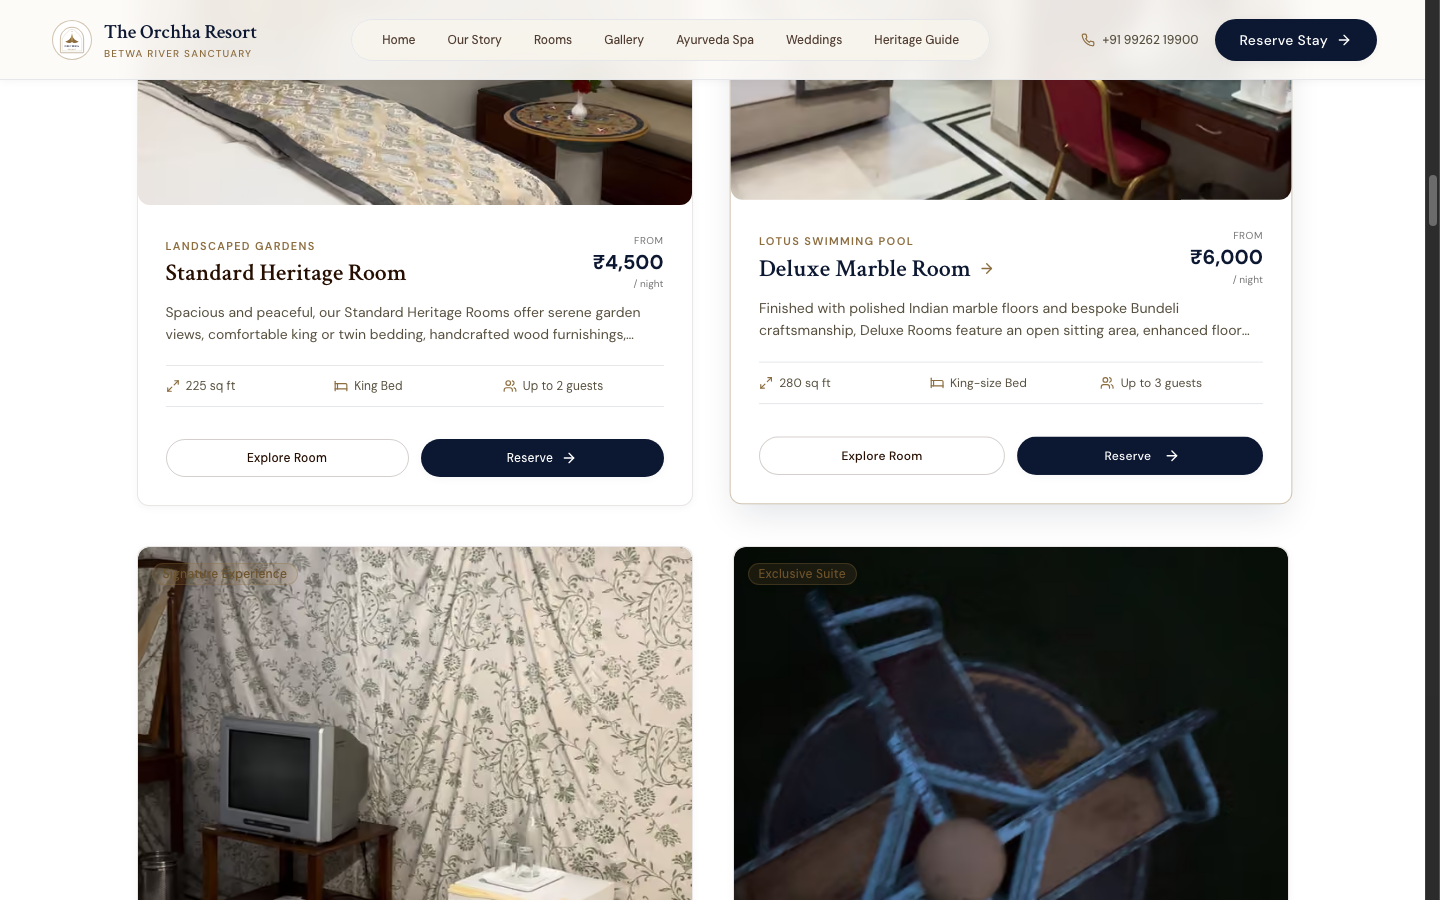 The Orchha Resort
BETWA RIVER SANCTUARY
Home
Our Story
Rooms
Gallery
Ayurveda Spa
Weddings
Heritage Guide
+91 99262 19900
Reserve Stay
LANDSCAPED GARDENS
Standard Heritage Room
FROM
₹4,500
/ night
Spacious and peaceful, our Standard Heritage Rooms offer serene garden
views, comfortable king or twin bedding, handcrafted wood furnishings,...
225 sq ft
King Bed
Up to 2 guests
Explore Room
Reserve
LOTUS SWIMMING POOL
Deluxe Marble Room
FROM
₹6,000
/ night
Finished with polished Indian marble floors and bespoke Bundeli
craftsmanship, Deluxe Rooms feature an open sitting area, enhanced floor...
280 sq ft
King-size Bed
Up to 3 guests
Explore Room
Reserve
Signature Experience
Exclusive Suite